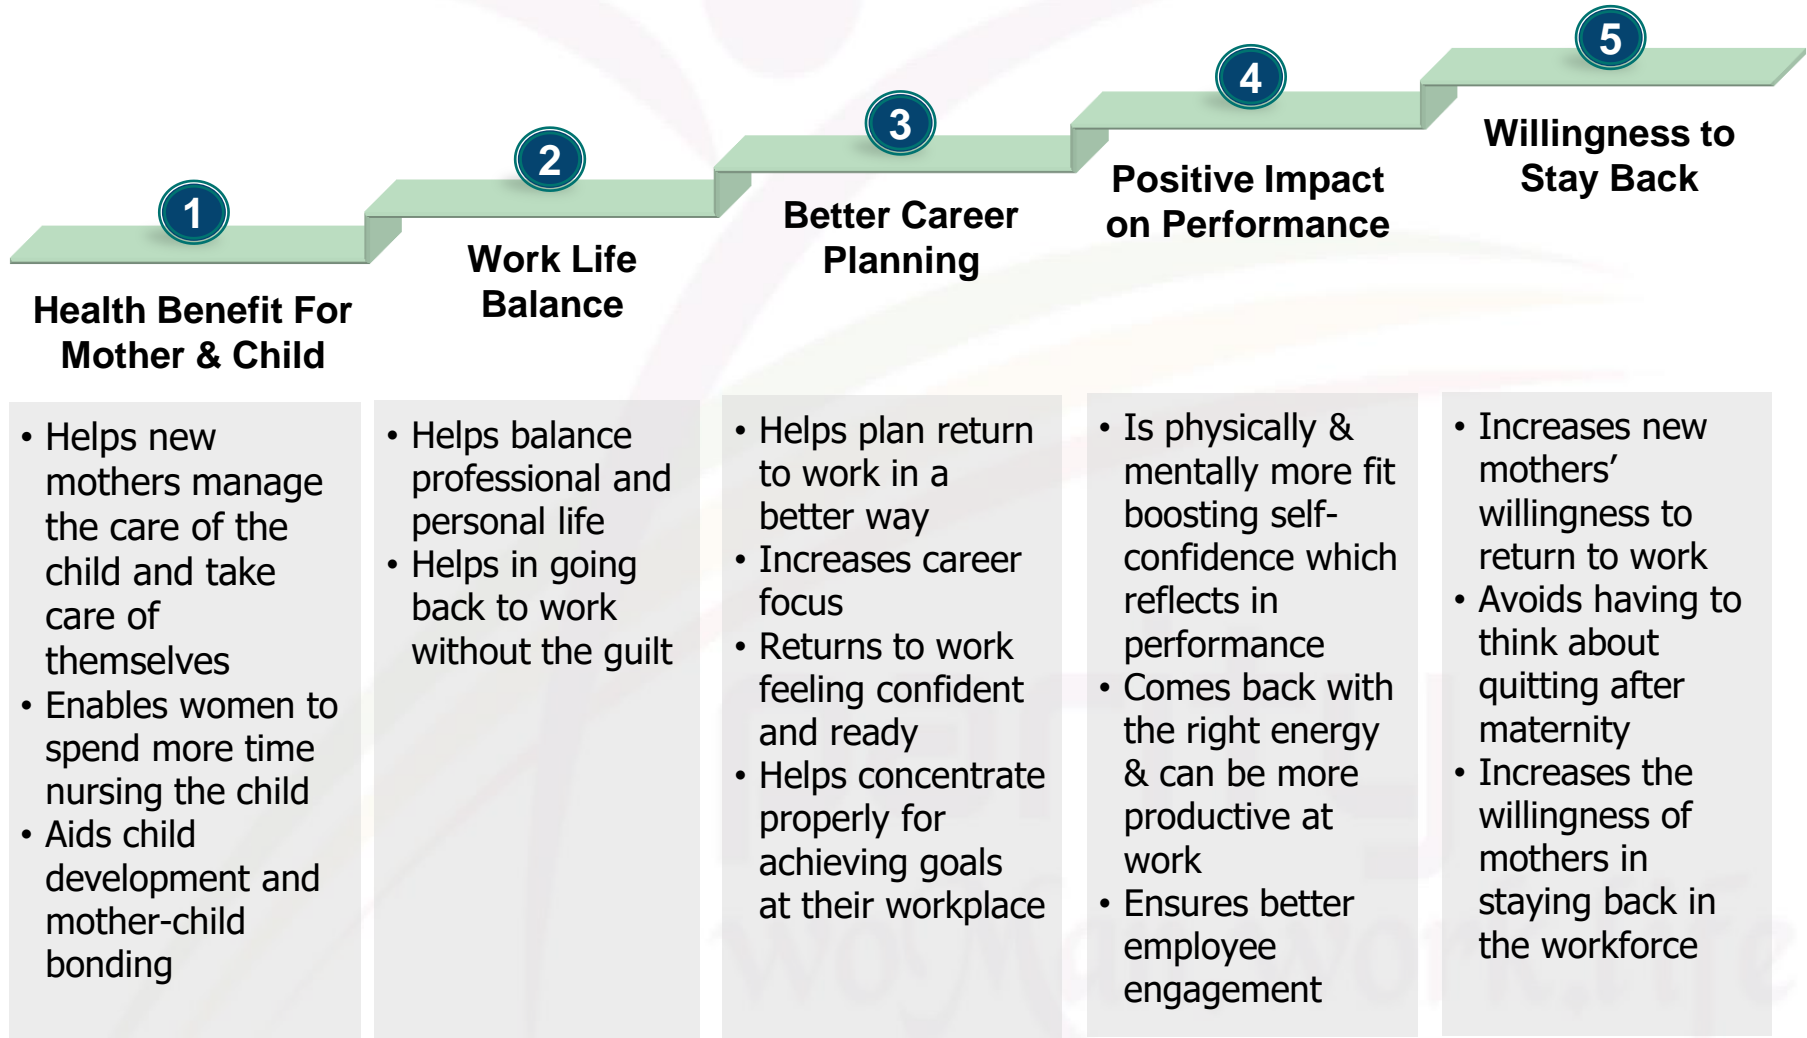 1
Health Benefit For
Mother & Child
• Helps new
mothers manage
the care of the
child and take
care of
themselves
• Enables women to
spend more time
nursing the child
• Aids child
development and
mother-child
bonding
2
Work Life
Balance
• Helps balance
professional and
personal life
• Helps in going
back to work
without the guilt
3
Better Career
Planning
• Helps plan return
to work in a
better way
• Increases career
focus
• Returns to work
feeling confident
and ready
• Helps concentrate
properly for
achieving goals
at their workplace
4
Positive Impact
on Performance
• Is physically &
mentally more fit
boosting self-
confidence which
reflects in
performance
• Comes back with
the right energy
& can be more
productive at
work
• Ensures better
employee
engagement
5
Willingness to
Stay Back
• Increases new
mothers’
willingness to
return to work
• Avoids having to
think about
quitting after
maternity
• Increases the
willingness of
mothers in
staying back in
the workforce